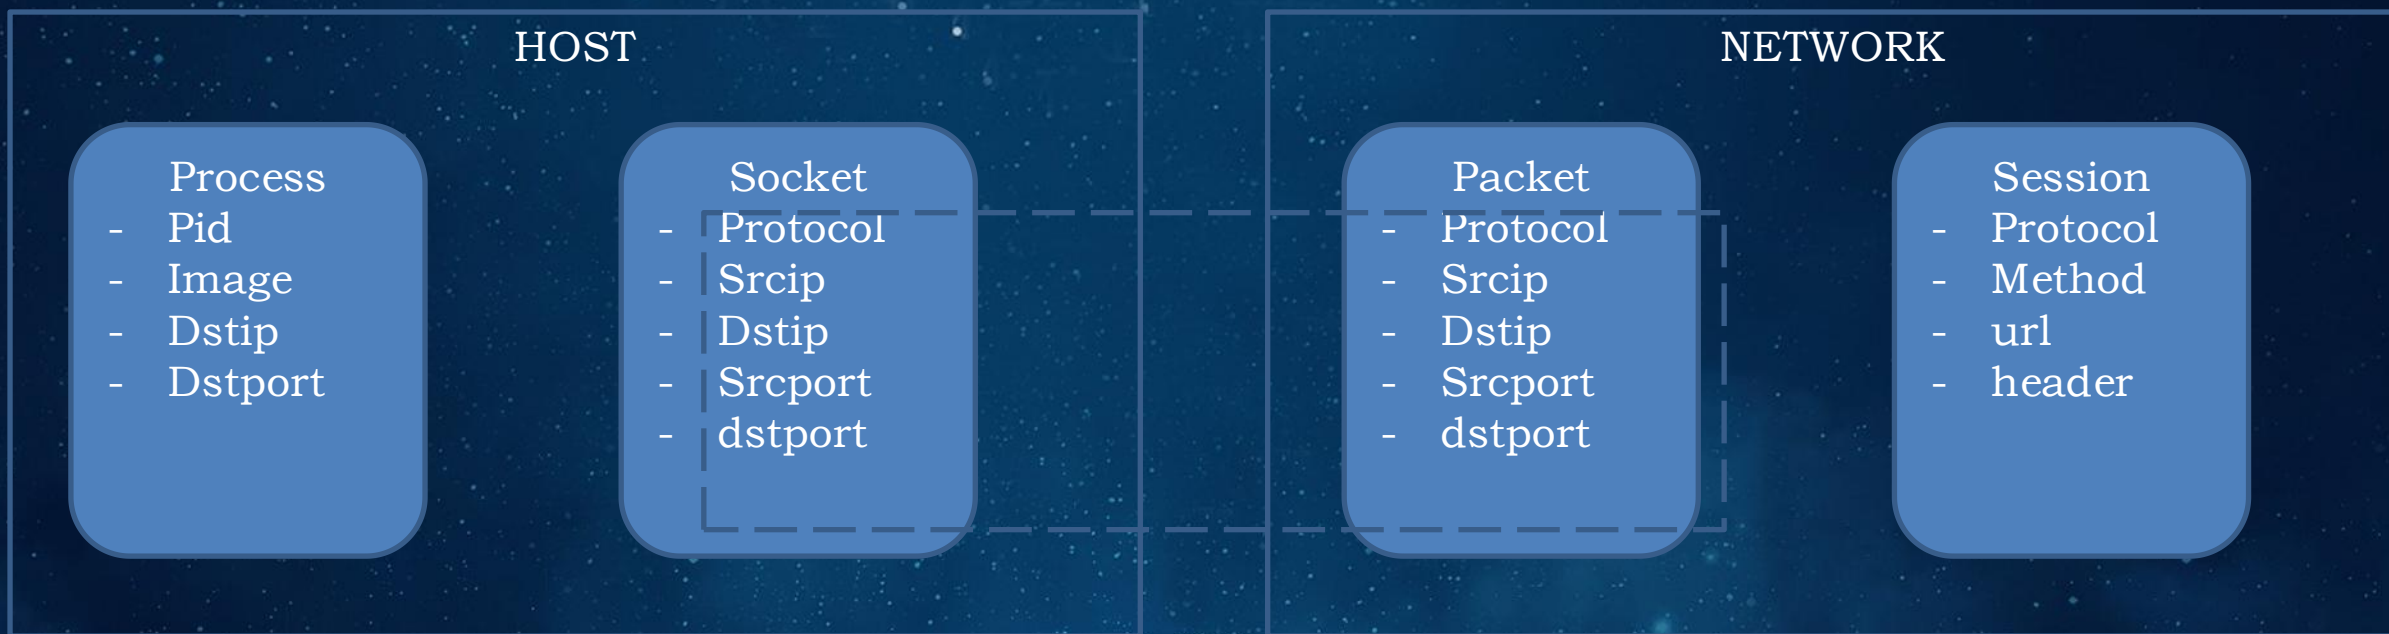 HOST
Process
- Pid
- Image
- Dstip
- Dstport
Socket
- Protocol
- Srcip
- Dstip
- Srcport
- dstport
NETWORK
Packet
- Protocol
- Srcip
- Dstip
- Srcport
- dstport
Session
- Protocol
- Method
- url
- header